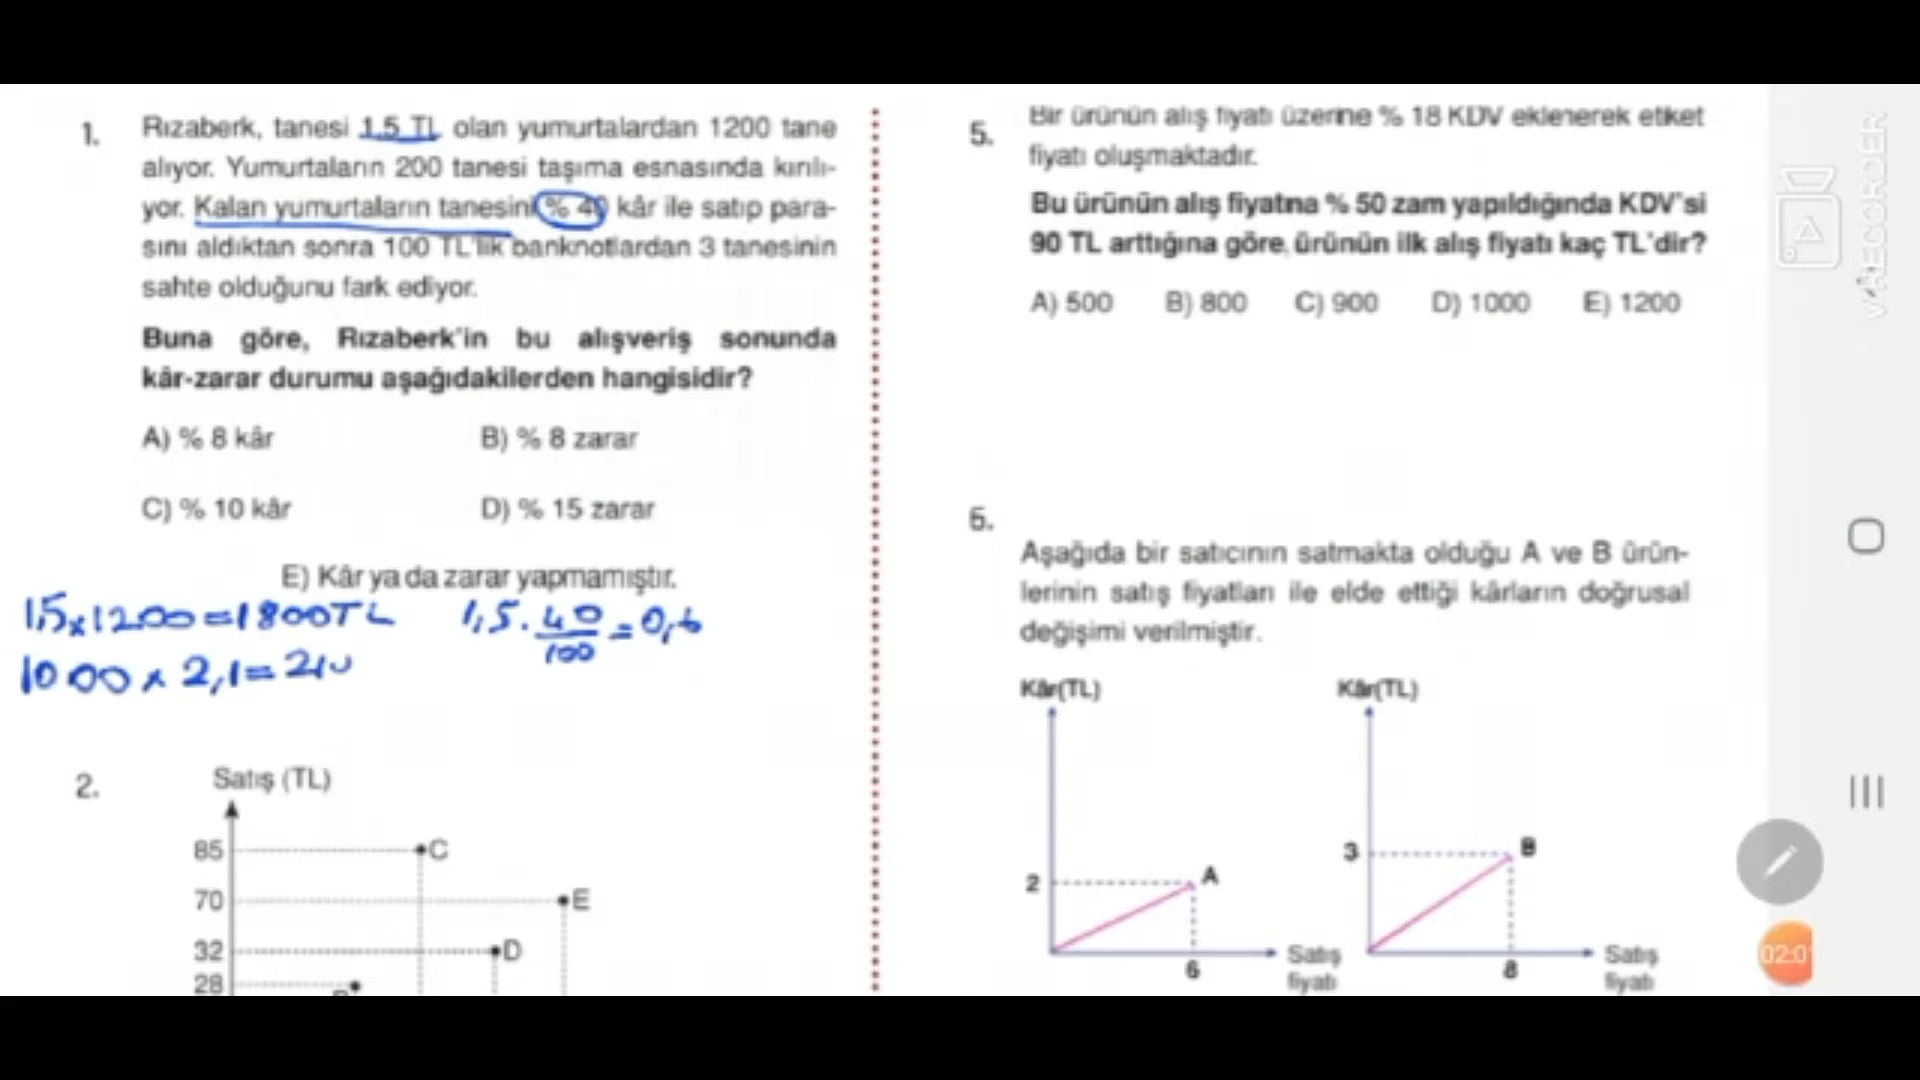 1. Rızaberk, tanesi 1,5 TL olan yumurtalardan 1200 tane
alıyor. Yumurtaların 200 tanesi taşıma esnasında kırılı-
yor. Kalan yumurtaların tanesini % 40 kâr ile satıp para-
sını aldıktan sonra 100 TL'lik banknotlardan 3 tanesinin
sahte olduğunu fark ediyor.
Buna göre, Rızaberk'in bu alışveriş sonunda
kâr-zarar durumu aşağıdakilerden hangisidir?
A) % 8 kâr B) % 8 zarar
C) % 10 kâr D) % 15 zarar
E) Kâr ya da zarar yapmamıştır.
1,5x1200=1800TL 1,5.40/100=0,6
1000x2,1=210
2. Satış (TL)
85 C
70 E
32 D
28
5. Bir ürünün alış fiyatı üzerine % 18 KDV eklenerek etiket
fiyatı oluşmaktadır.
Bu ürünün alış fiyatına % 50 zam yapıldığında KDV'si
90 TL arttığına göre, ürünün ilk alış fiyatı kaç TL'dir?
A) 500 B) 800 C) 900 D) 1000 E) 1200
6.
Aşağıda bir satıcının satmakta olduğu A ve B ürün-
lerinin satış fiyatları ile elde ettiği kârların doğrusal
değişimi verilmiştir.
Kâr(TL) Kâr(TL)
3 B
2 A
6 Satış fiyatı 8 Satış fiyatı
RECORDER
02:0